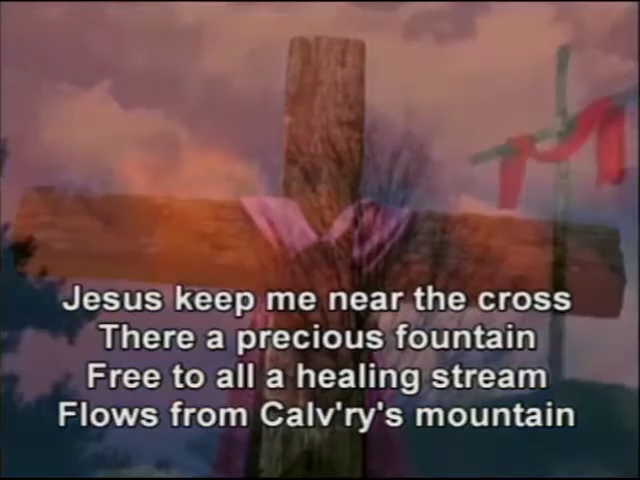 Jesus keep me near the cross
There a precious fountain
Free to all a healing stream
Flows from Calv'ry's mountain